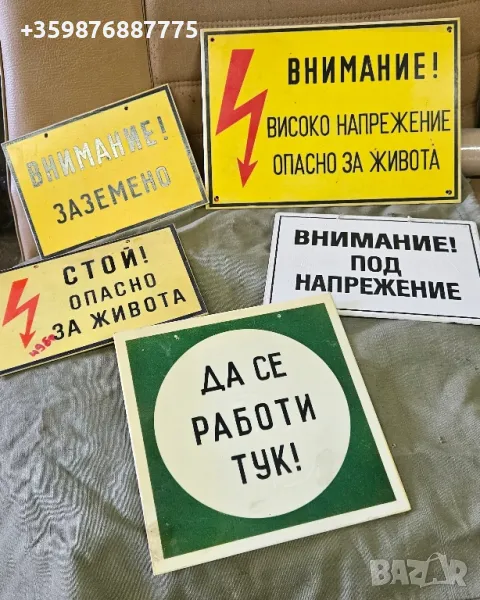 +359876887775
ВНИМАНИЕ!
ВИСОКО НАПРЕЖЕНИЕ
ОПАСНО ЗА ЖИВОТА
ВНИМАНИЕ!
ЗАЗЕМЕНО
СТОЙ!
ОПАСНО
ЗА ЖИВОТА
ВНИМАНИЕ!
ПОД
НАПРЕЖЕНИЕ
ДА СЕ
РАБОТИ
ТУК!
BAZAR